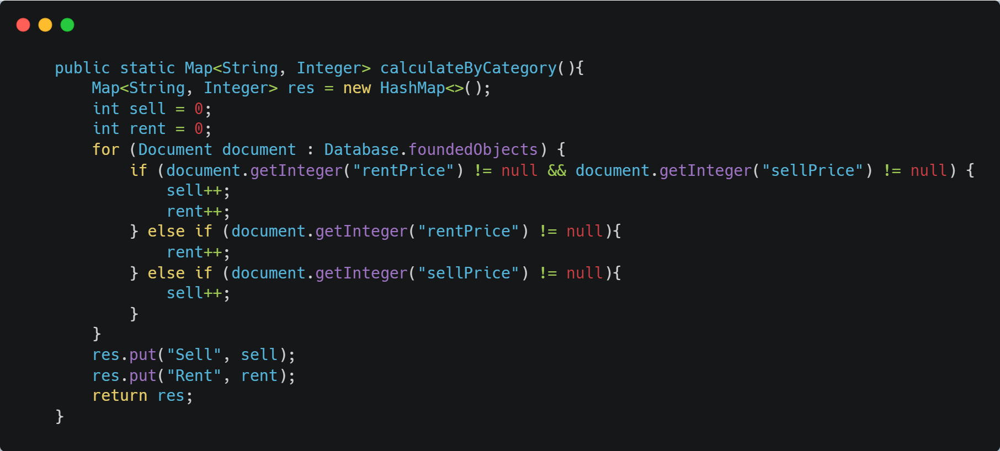 public static Map<String, Integer> calculateByCategory(){
    Map<String, Integer> res = new HashMap<>();
    int sell = 0;
    int rent = 0;
    for (Document document : Database.foundedObjects) {
        if (document.getInteger("rentPrice") != null && document.getInteger("sellPrice") != null) {
            sell++;
            rent++;
        } else if (document.getInteger("rentPrice") != null){
            rent++;
        } else if (document.getInteger("sellPrice") != null){
            sell++;
        }
    }
    res.put("Sell", sell);
    res.put("Rent", rent);
    return res;
}